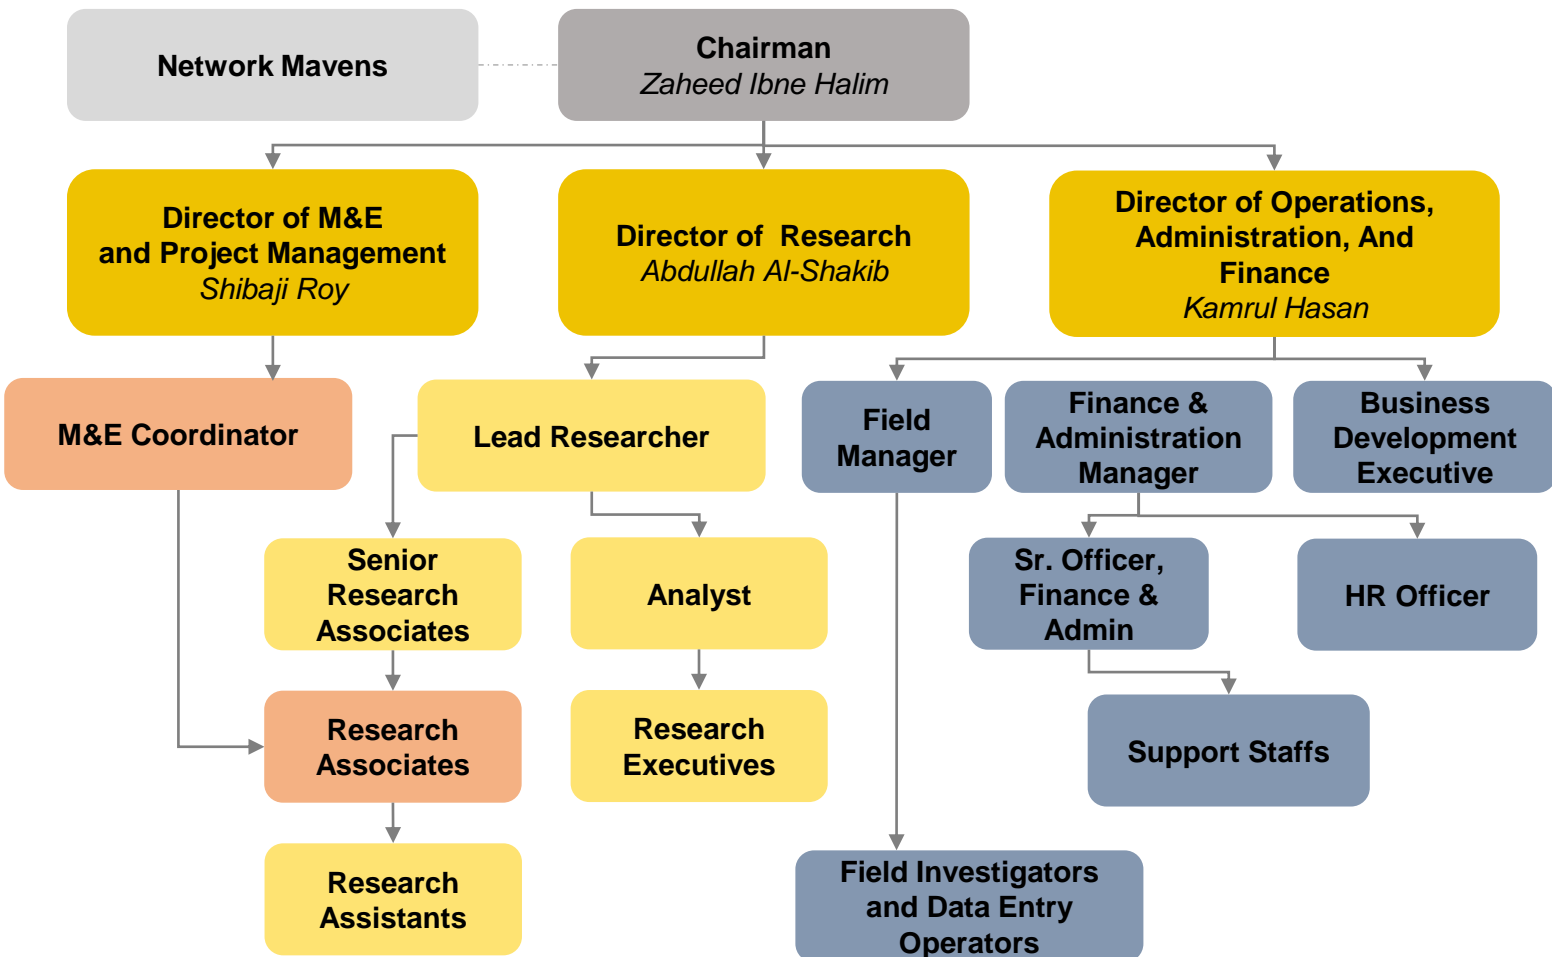 Network Mavens
Chairman
Zaheed Ibne Halim
Director of M&E
and Project Management
Shibaji Roy
Director of  Research
Abdullah Al-Shakib
Director of Operations,
Administration, And
Finance
Kamrul Hasan
M&E Coordinator
Lead Researcher
Field
Manager
Finance &
Administration
Manager
Business
Development
Executive
Senior
Research
Associates
Analyst
Sr. Officer,
Finance &
Admin
HR Officer
Research
Associates
Research
Executives
Support Staffs
Research
Assistants
Field Investigators
and Data Entry
Operators